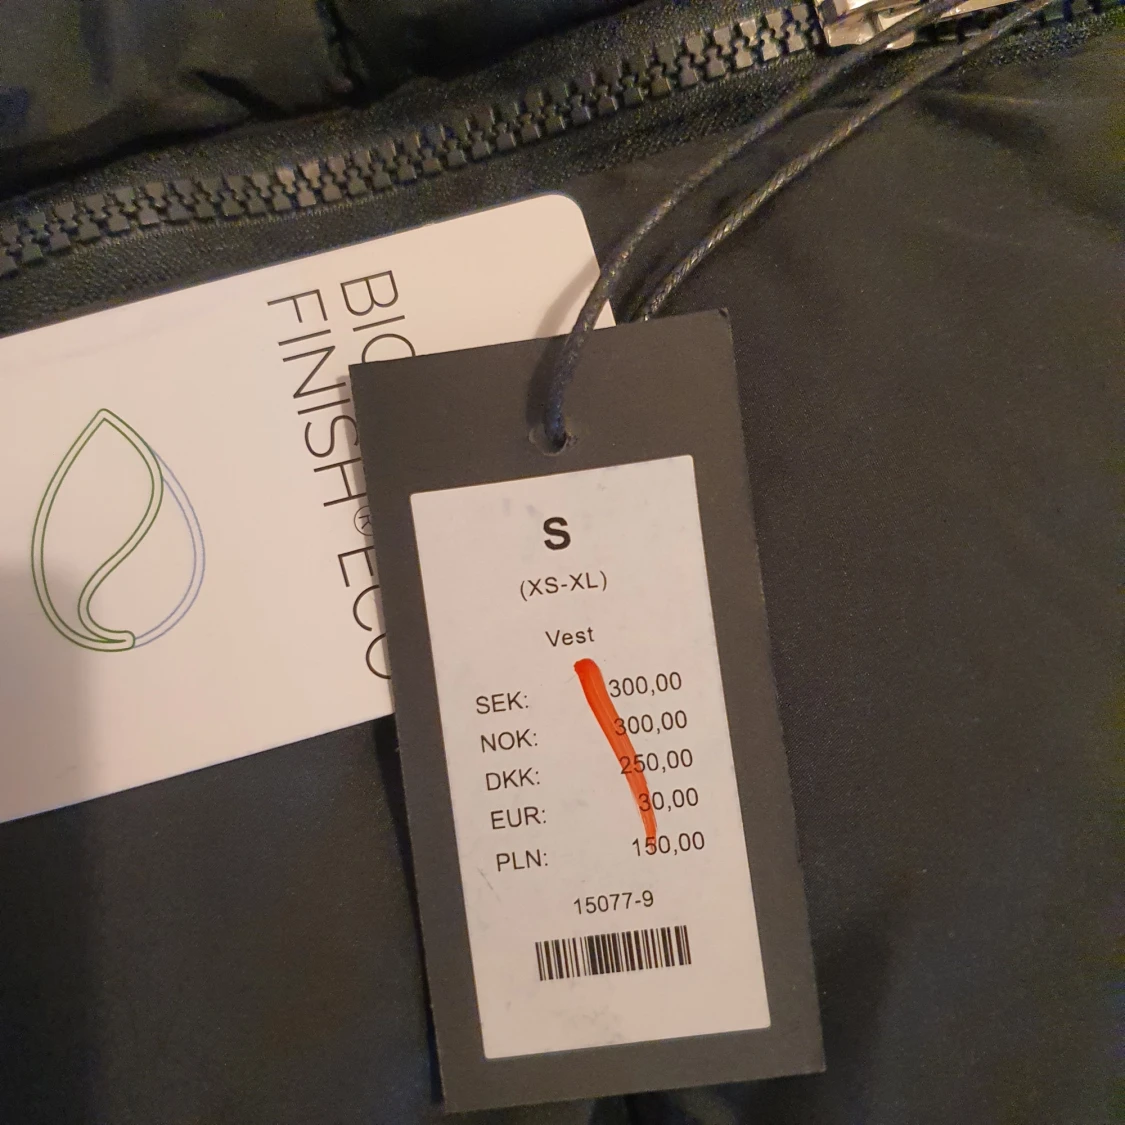 FINISH® ECO
S
(XS-XL)
Vest
SEK: 300,00
NOK: 300,00
DKK: 250,00
EUR: 30,00
PLN: 150,00
15077-9